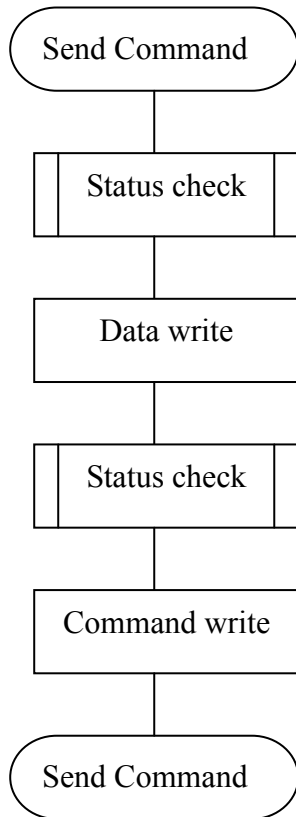 Send Command
Status check
Data write
Status check
Command write
Send Command